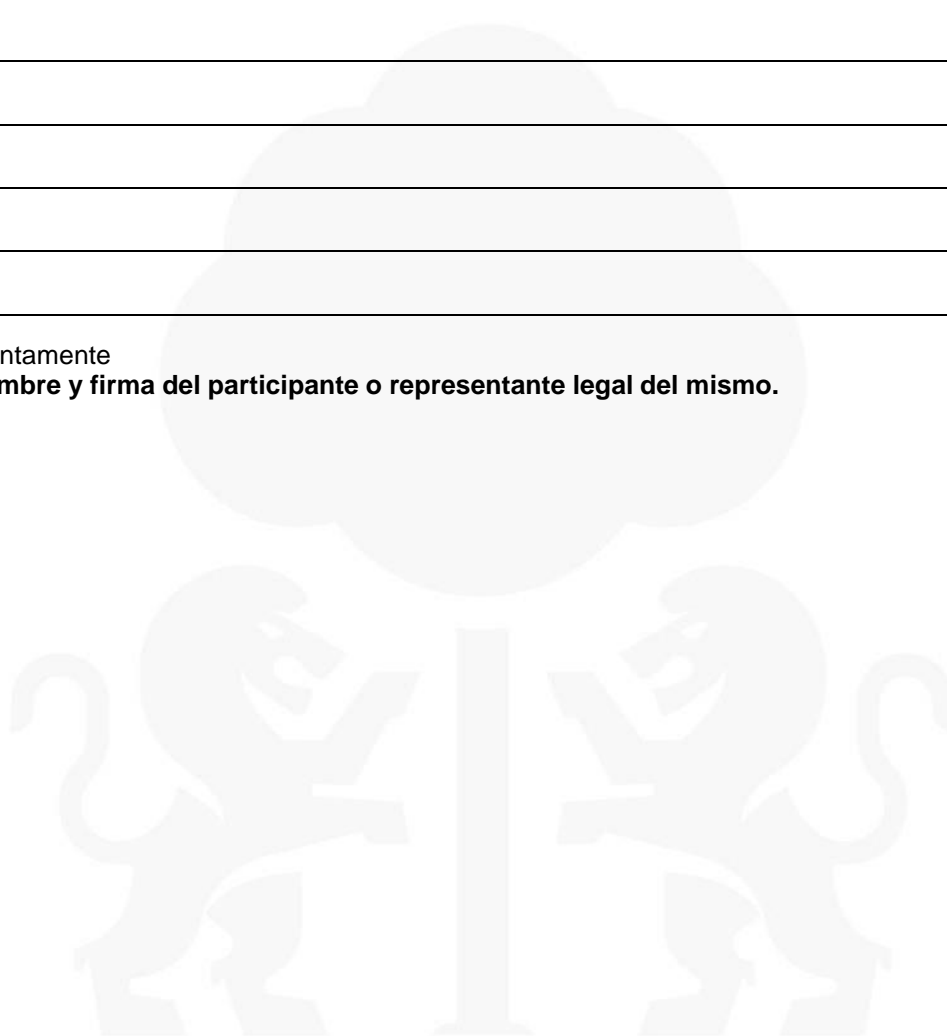 ntamente
mbre y firma del participante o representante legal del mismo.